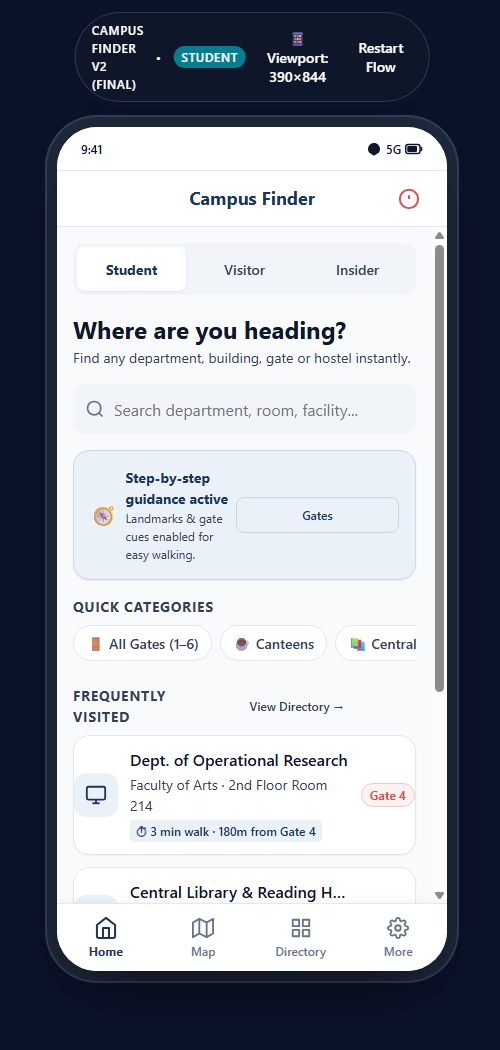 CAMPUS
FINDER
V2
(FINAL)
•
STUDENT
Viewport:
390×844
Restart
Flow
9:41
5G
Campus Finder
Student
Visitor
Insider
Where are you heading?
Find any department, building, gate or hostel instantly.
Search department, room, facility...
Step-by-step
guidance active
Landmarks & gate
cues enabled for
easy walking.
Gates
QUICK CATEGORIES
All Gates (1–6)
Canteens
Central
FREQUENTLY
VISITED
View Directory →
Dept. of Operational Research
Faculty of Arts · 2nd Floor Room
214
⏱ 3 min walk · 180m from Gate 4
Gate 4
Central Library & Reading H...
Home
Map
Directory
More